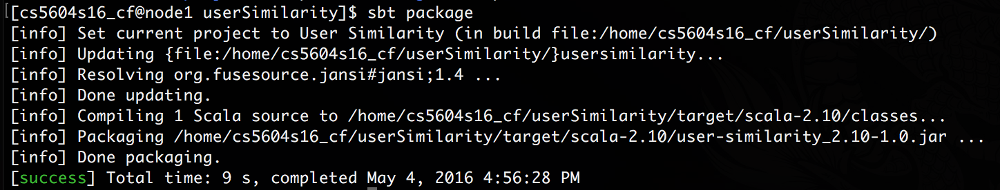 [cs5604s16_cf@node1 userSimilarity]$ sbt package
[info] Set current project to User Similarity (in build file:/home/cs5604s16_cf/userSimilarity/)
[info] Updating {file:/home/cs5604s16_cf/userSimilarity/}usersimilarity...
[info] Resolving org.fusesource.jansi#jansi;1.4 ...
[info] Done updating.
[info] Compiling 1 Scala source to /home/cs5604s16_cf/userSimilarity/target/scala-2.10/classes...
[info] Packaging /home/cs5604s16_cf/userSimilarity/target/scala-2.10/user-similarity_2.10-1.0.jar ...
[info] Done packaging.
[success] Total time: 9 s, completed May 4, 2016 4:56:28 PM